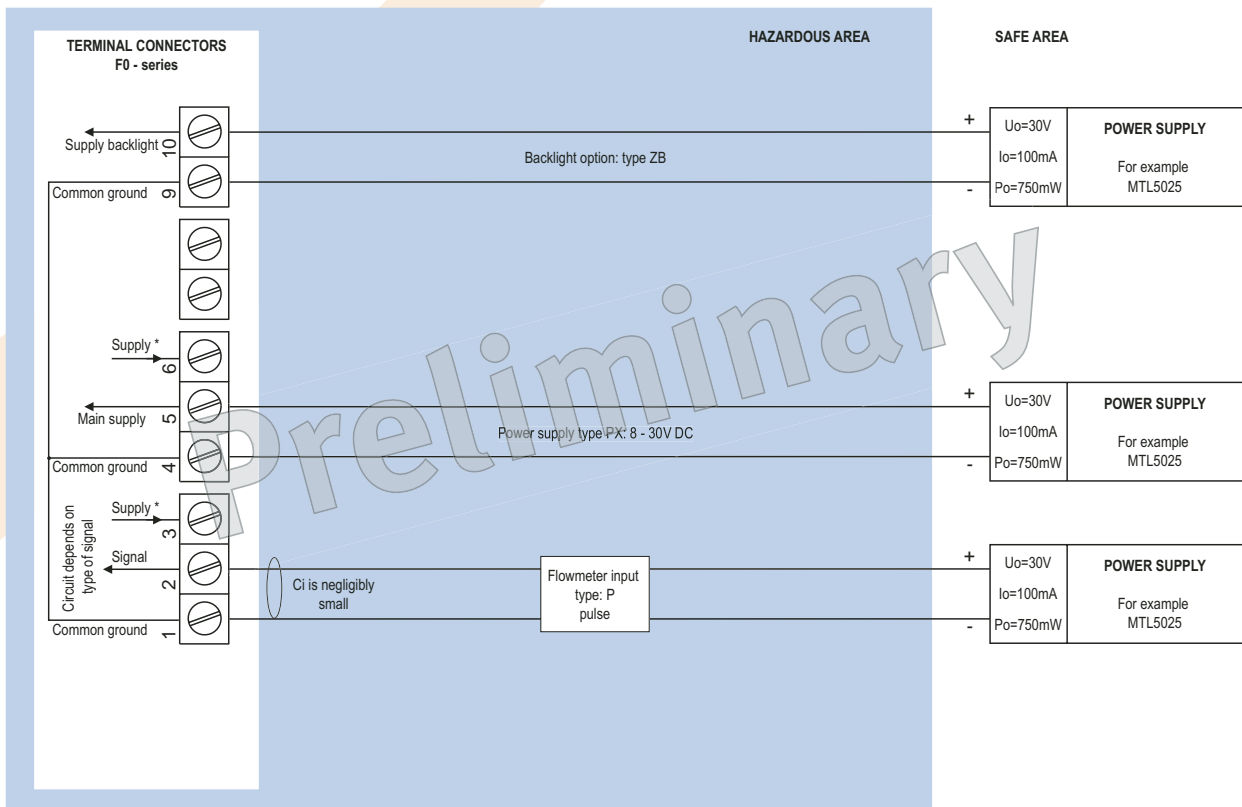 TERMINAL CONNECTORS
F0 - series
HAZARDOUS AREA
SAFE AREA
Supply backlight
10
Common ground
9
Backlight option: type ZB
+
-
Uo=30V
Io=100mA
Po=750mW
POWER SUPPLY
For example
MTL5025
Supply *
6
Main supply
5
Common ground
4
Power supply type PX: 8 - 30V DC
+
-
Uo=30V
Io=100mA
Po=750mW
POWER SUPPLY
For example
MTL5025
Circuit depends on
type of signal
Supply *
3
Signal
2
Common ground
1
Ci is negligibly
small
Flowmeter input
type: P
pulse
+
-
Uo=30V
Io=100mA
Po=750mW
POWER SUPPLY
For example
MTL5025
Preliminary